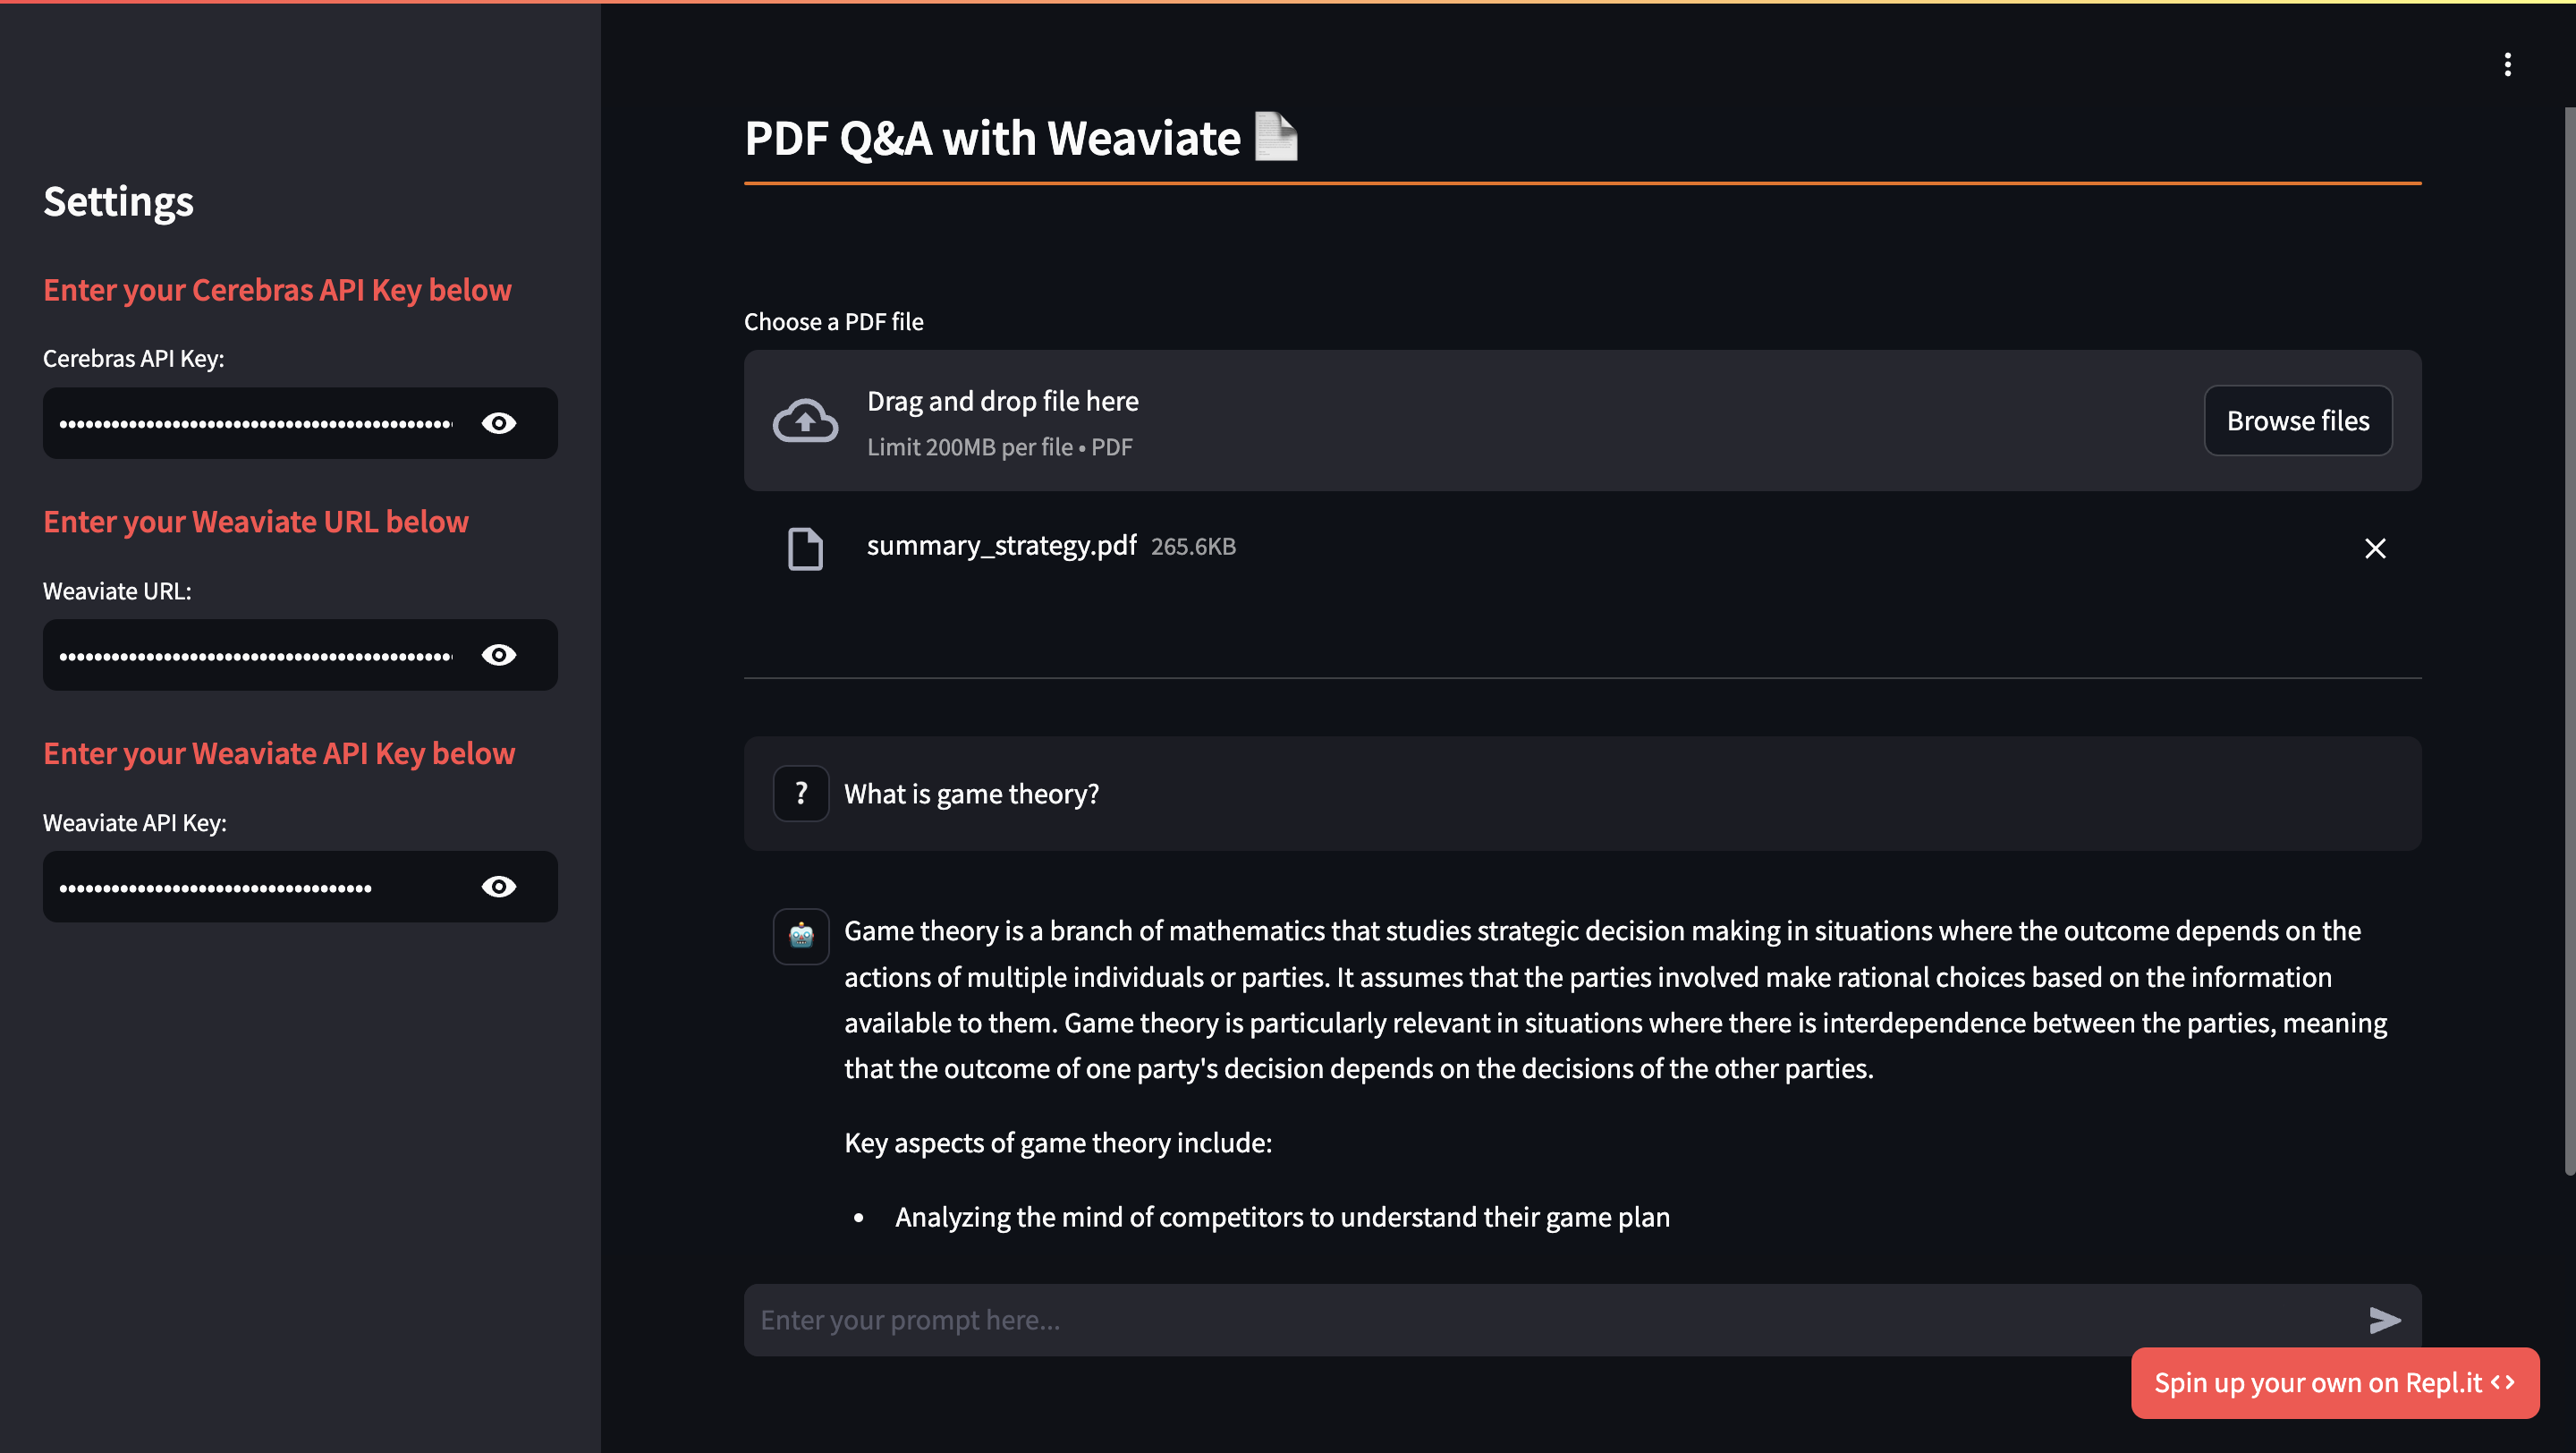 Settings
Enter your Cerebras API Key below
Cerebras API Key:
Enter your Weaviate URL below
Weaviate URL:
Enter your Weaviate API Key below
Weaviate API Key:
PDF Q&A with Weaviate
Choose a PDF file
Drag and drop file here
Limit 200MB per file • PDF
Browse files
summary_strategy.pdf 265.6KB
? What is game theory?
Game theory is a branch of mathematics that studies strategic decision making in situations where the outcome depends on the
actions of multiple individuals or parties. It assumes that the parties involved make rational choices based on the information
available to them. Game theory is particularly relevant in situations where there is interdependence between the parties, meaning
that the outcome of one party's decision depends on the decisions of the other parties.
Key aspects of game theory include:
• Analyzing the mind of competitors to understand their game plan
Enter your prompt here...
Spin up your own on Repl.it <>